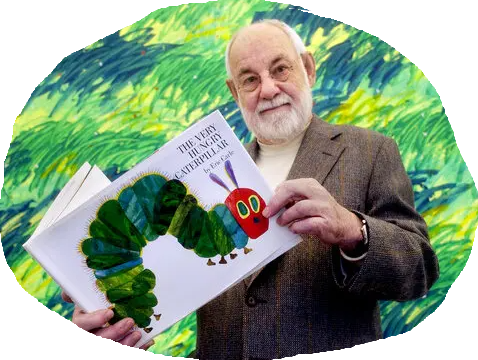 THE VERY
HUNGRY
CATERPILLAR
by Eric Carle